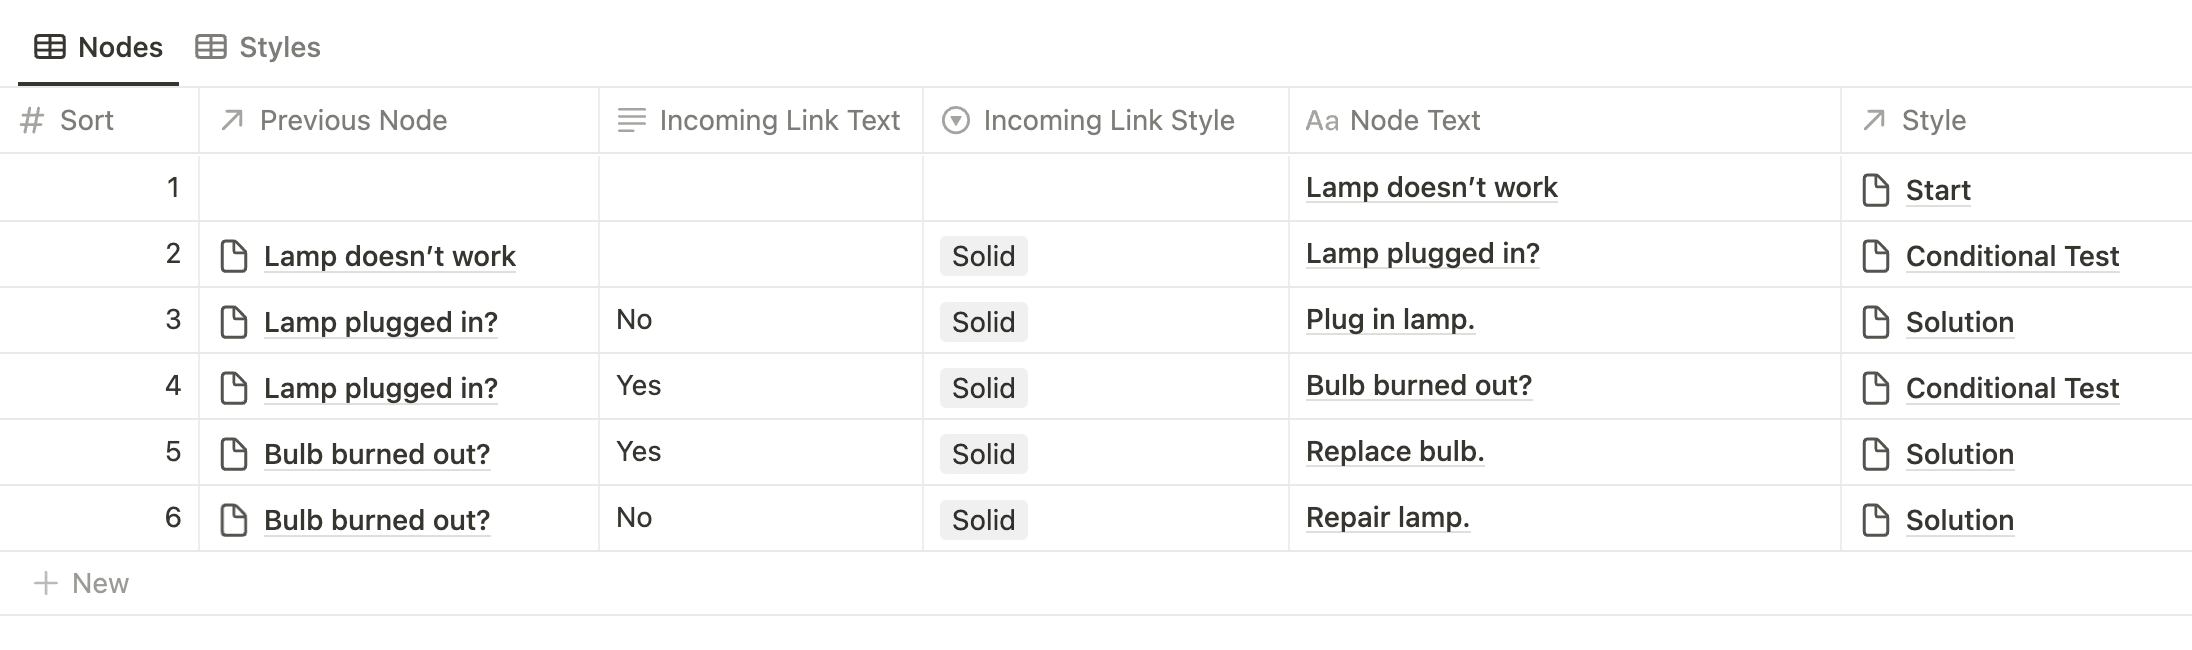 Nodes Styles
# Sort Previous Node Incoming Link Text Incoming Link Style Aa Node Text Style
1 Lamp doesn’t work Start
2 Lamp doesn’t work Solid Lamp plugged in? Conditional Test
3 Lamp plugged in? No Solid Plug in lamp. Solution
4 Lamp plugged in? Yes Solid Bulb burned out? Conditional Test
5 Bulb burned out? Yes Solid Replace bulb. Solution
6 Bulb burned out? No Solid Repair lamp. Solution
+ New